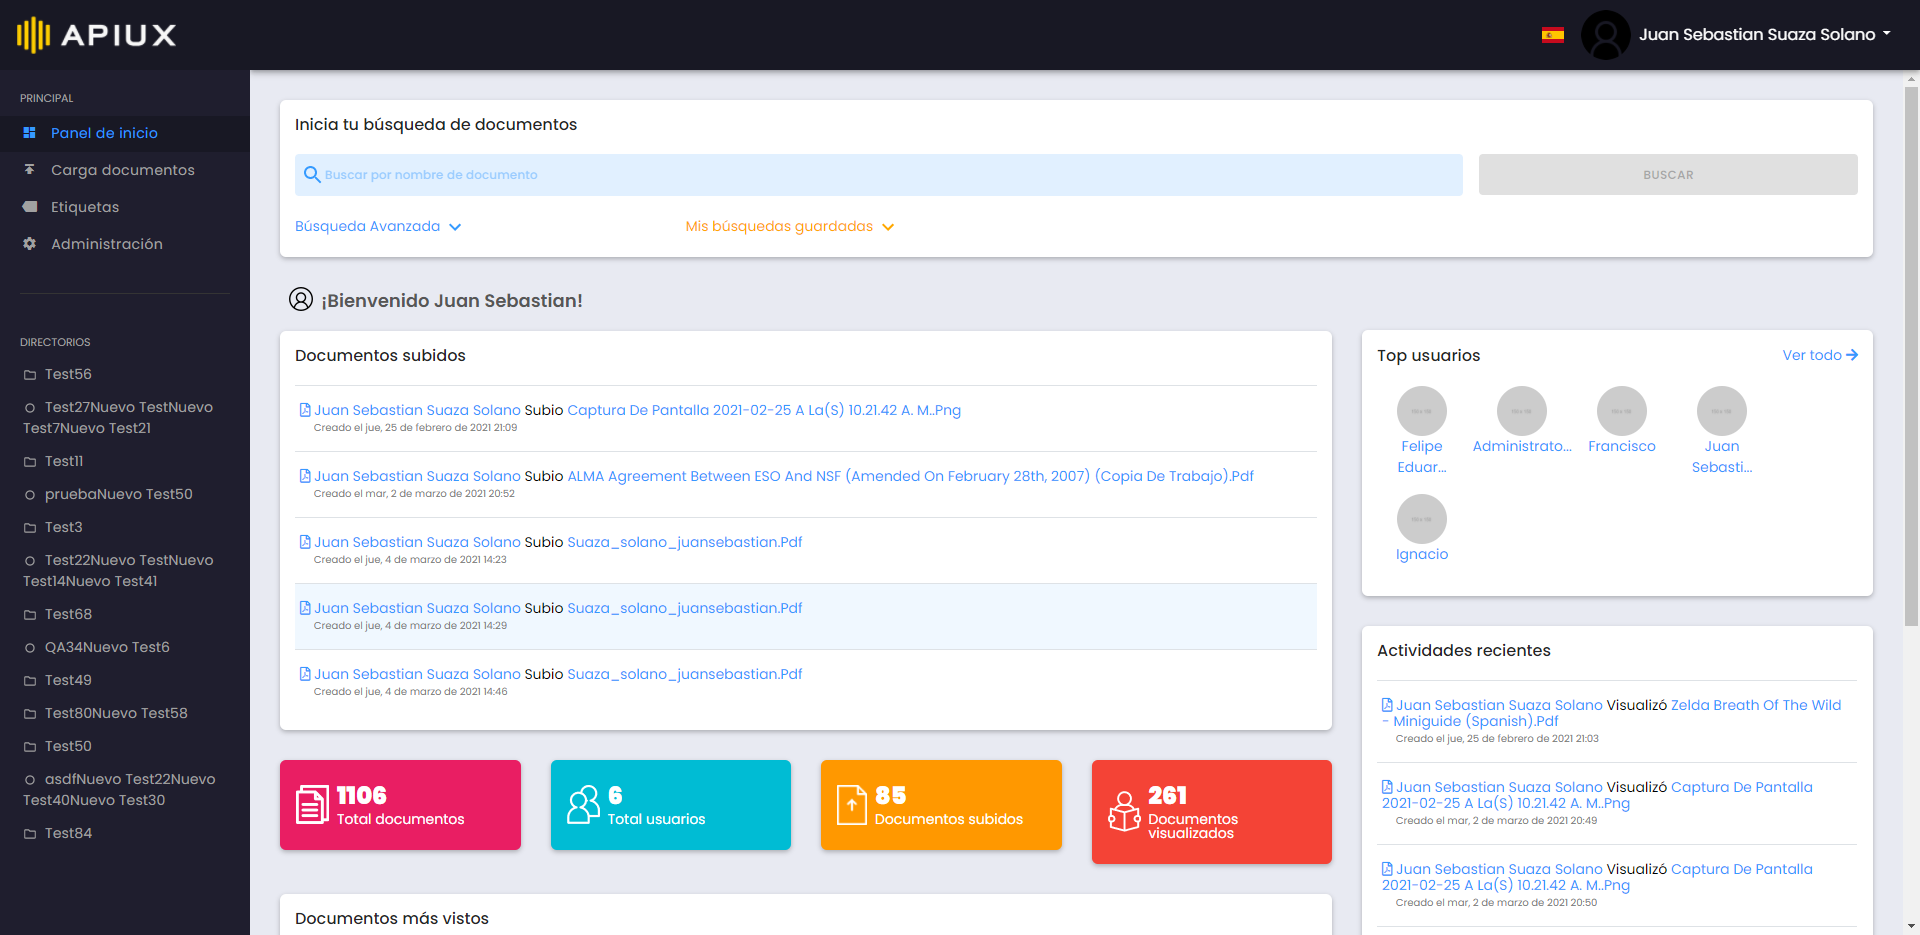 APIUX
Juan Sebastian Suaza Solano
PRINCIPAL
Panel de inicio
Carga documentos
Etiquetas
Administración
DIRECTORIOS
Test56
Test27Nuevo TestNuevo
Test7Nuevo Test21
Test11
pruebaNuevo Test50
Test3
Test22Nuevo TestNuevo
Test14Nuevo Test41
Test68
QA34Nuevo Test6
Test49
Test80Nuevo Test58
Test50
asdfNuevo Test22Nuevo
Test40Nuevo Test30
Test84
Inicia tu búsqueda de documentos
Buscar por nombre de documento
BUSCAR
Búsqueda Avanzada
Mis búsquedas guardadas
¡Bienvenido Juan Sebastian!
Documentos subidos
Juan Sebastian Suaza Solano Subio Captura De Pantalla 2021-02-25 A La(S) 10.21.42 A. M..Png
Creado el jue, 25 de febrero de 2021 21:09
Juan Sebastian Suaza Solano Subio ALMA Agreement Between ESO And NSF (Amended On February 28th, 2007) (Copia De Trabajo).Pdf
Creado el mar, 2 de marzo de 2021 20:52
Juan Sebastian Suaza Solano Subio Suaza_solano_juansebastian.Pdf
Creado el jue, 4 de marzo de 2021 14:23
Juan Sebastian Suaza Solano Subio Suaza_solano_juansebastian.Pdf
Creado el jue, 4 de marzo de 2021 14:29
Juan Sebastian Suaza Solano Subio Suaza_solano_juansebastian.Pdf
Creado el jue, 4 de marzo de 2021 14:46
1106
Total documentos
6
Total usuarios
85
Documentos subidos
261
Documentos
visualizados
Documentos más vistos
Top usuarios
Ver todo
Felipe
Eduar...
Administrato...
Francisco
Juan
Sebasti...
Ignacio
Actividades recientes
Juan Sebastian Suaza Solano Visualizó Zelda Breath Of The Wild
- Miniguide (Spanish).Pdf
Creado el jue, 25 de febrero de 2021 21:03
Juan Sebastian Suaza Solano Visualizó Captura De Pantalla
2021-02-25 A La(S) 10.21.42 A. M..Png
Creado el mar, 2 de marzo de 2021 20:49
Juan Sebastian Suaza Solano Visualizó Captura De Pantalla
2021-02-25 A La(S) 10.21.42 A. M..Png
Creado el mar, 2 de marzo de 2021 20:50